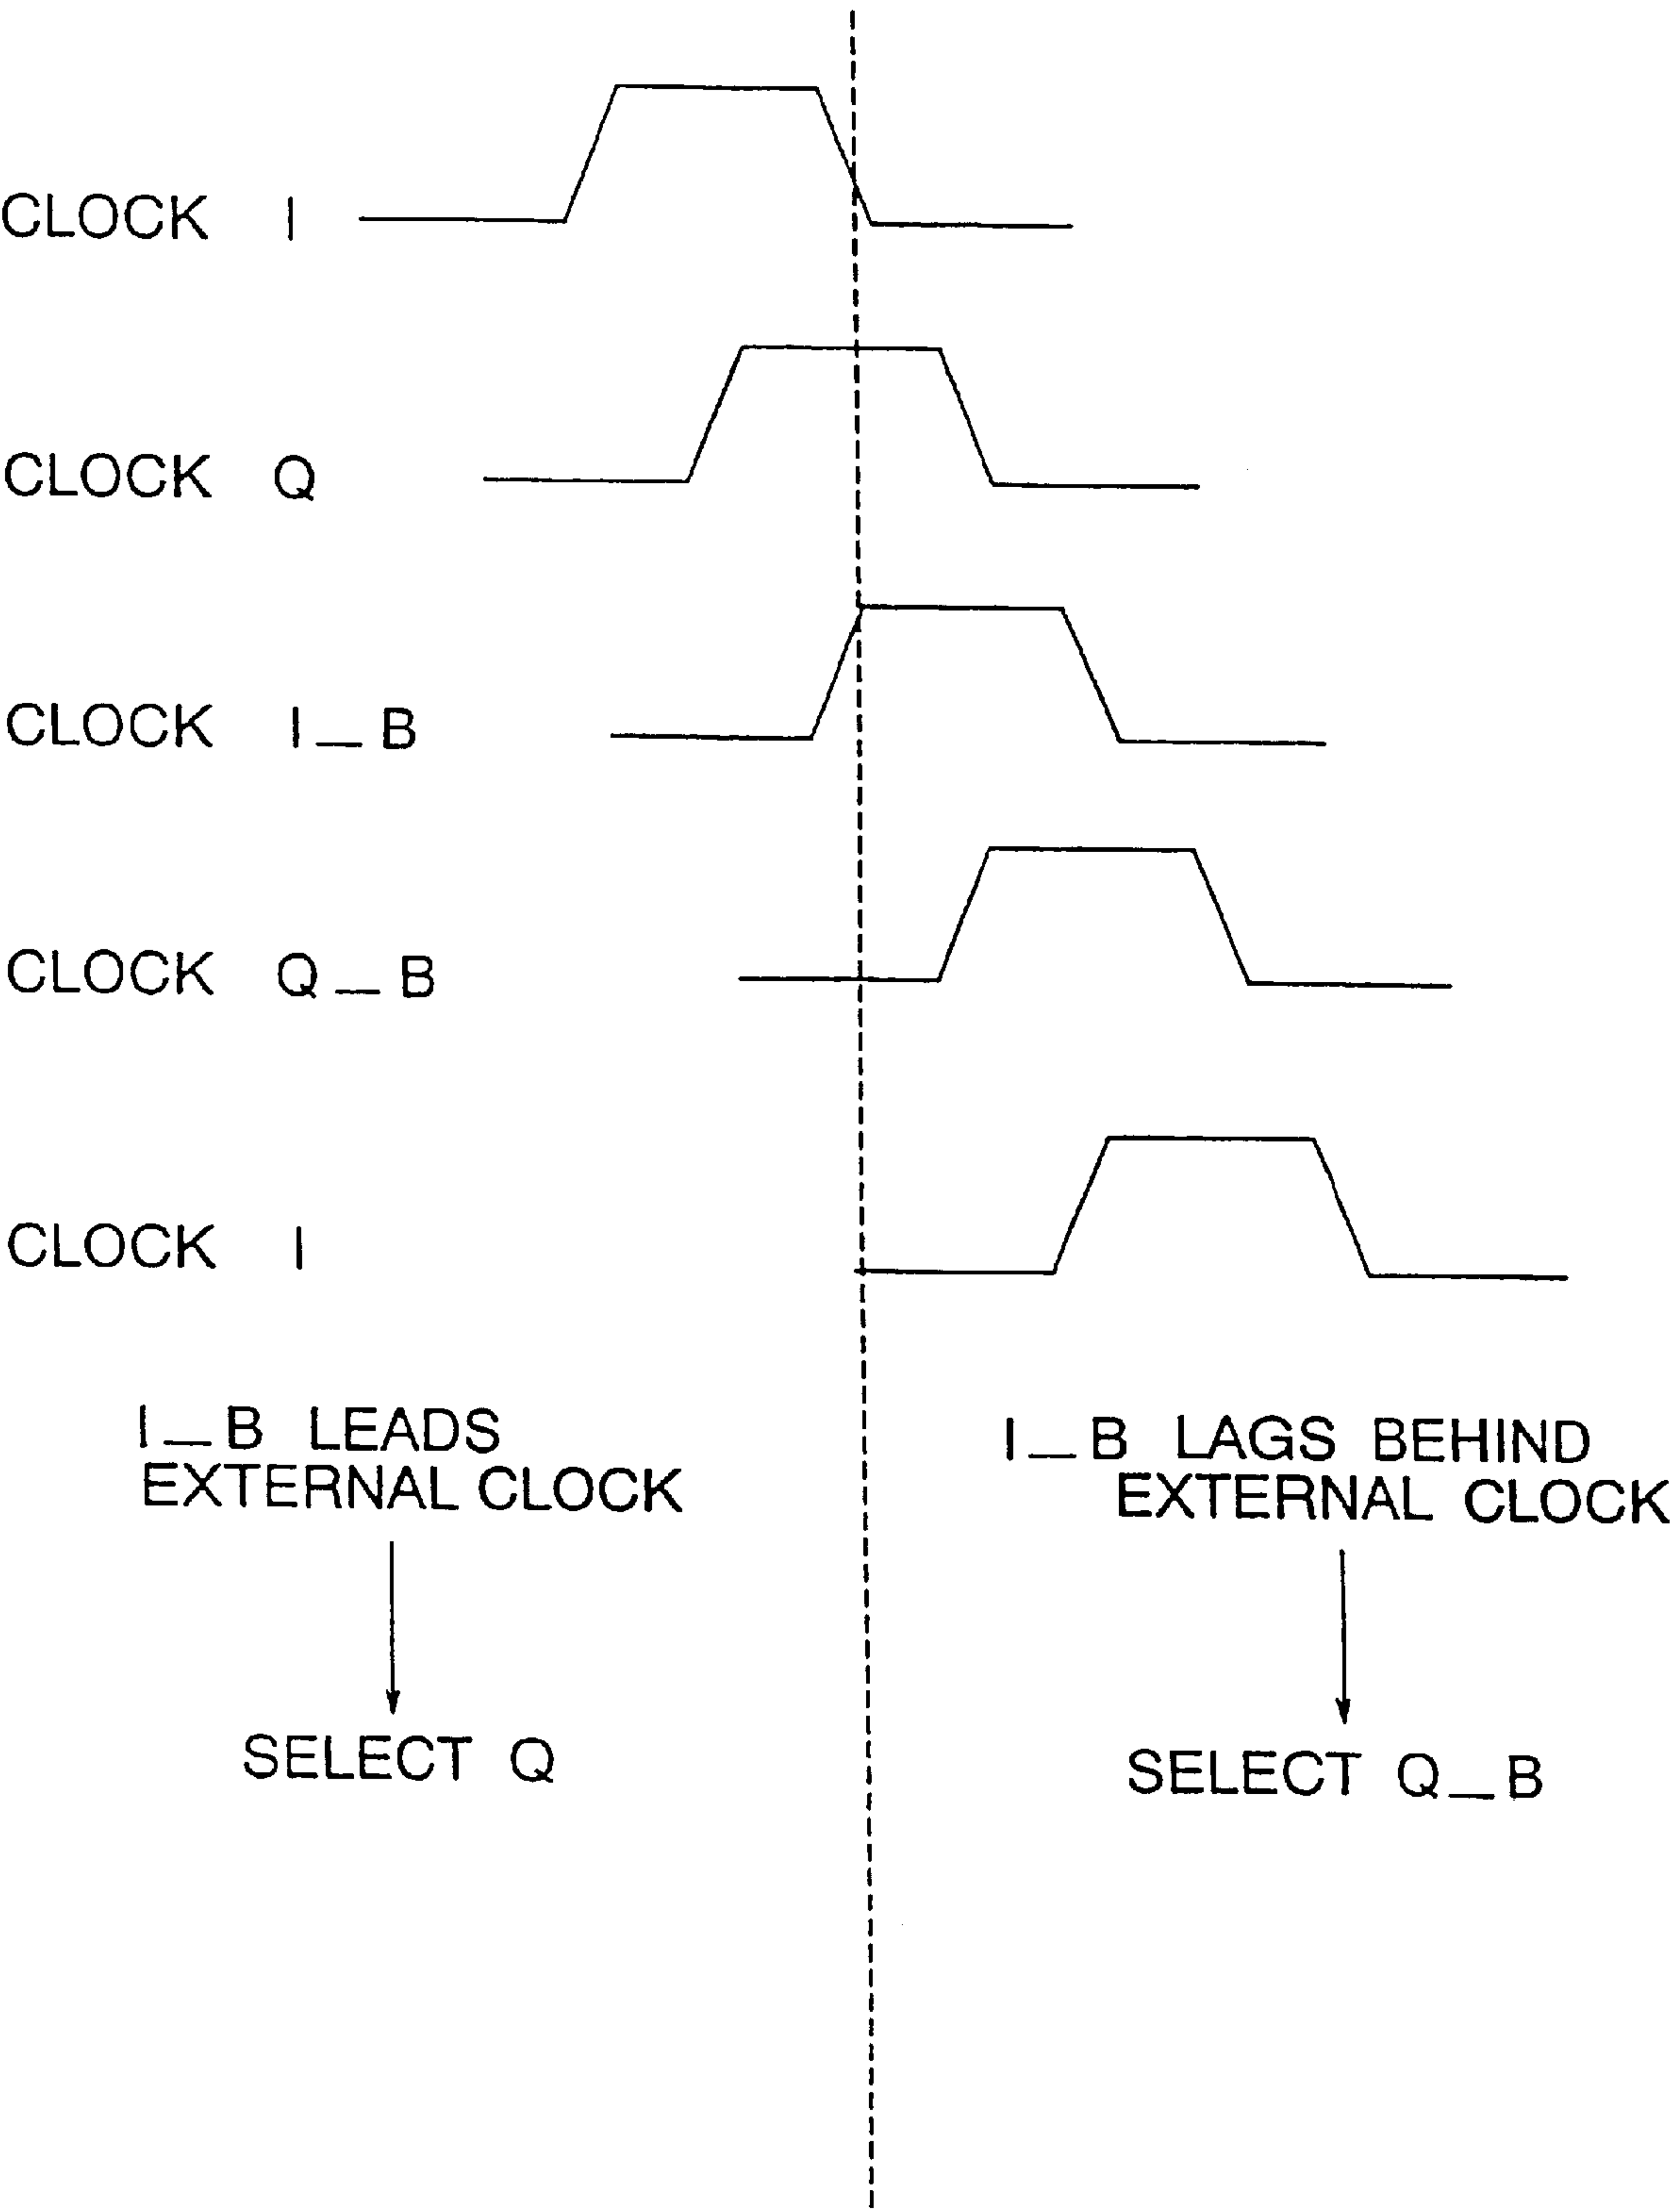 CLOCK I
CLOCK Q
CLOCK I_B
CLOCK Q_B
CLOCK I
I_B LEADS
EXTERNAL CLOCK
SELECT Q
I_B LAGS BEHIND
EXTERNAL CLOCK
SELECT Q_B